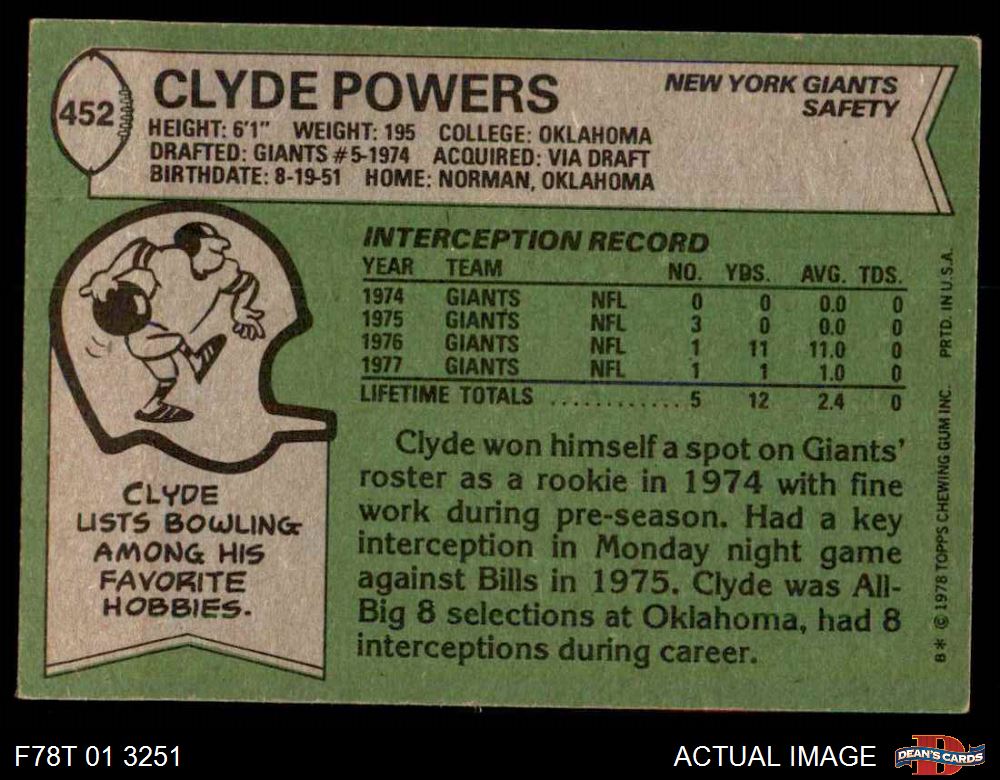 452
CLYDE POWERS
NEW YORK GIANTS
SAFETY
HEIGHT: 6'1" WEIGHT: 195 COLLEGE: OKLAHOMA
DRAFTED: GIANTS #5-1974 ACQUIRED: VIA DRAFT
BIRTHDATE: 8-19-51 HOME: NORMAN, OKLAHOMA
INTERCEPTION RECORD
YEAR TEAM NO. YDS. AVG. TDS.
1974 GIANTS NFL 0 0 0.0 0
1975 GIANTS NFL 3 0 0.0 0
1976 GIANTS NFL 1 11 11.0 0
1977 GIANTS NFL 1 1 1.0 0
LIFETIME TOTALS ............ 5 12 2.4 0
Clyde won himself a spot on Giants'
roster as a rookie in 1974 with fine
work during pre-season. Had a key
interception in Monday night game
against Bills in 1975. Clyde was All-
Big 8 selections at Oklahoma, had 8
interceptions during career.
CLYDE
LISTS BOWLING
AMONG HIS
FAVORITE
HOBBIES.
B* © 1978 TOPPS CHEWING GUM INC. PRTD. IN U.S.A.
F78T 01 3251
ACTUAL IMAGE
D
DEAN'S CARDS